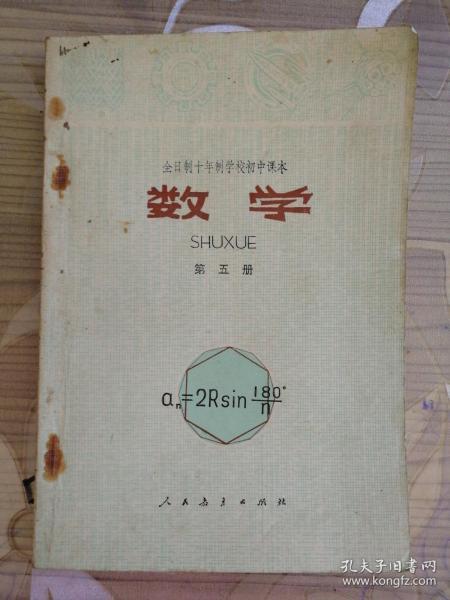 全日制十年制学校初中课本
数学
SHUXUE
第五册
aₙ=2Rsin 180°/n
人民教育出版社
孔夫子旧书网
www.kongfz.com